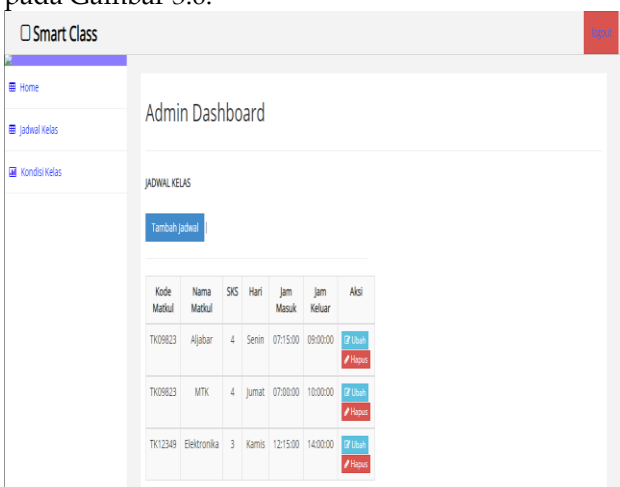 pada Gambar 3.8.
Smart Class
logout
Home
Jadwal Kelas
Kondisi Kelas
Admin Dashboard
JADWAL KELAS
Tambah Jadwal |
Kode Matkul Nama Matkul SKS Hari Jam Masuk Jam Keluar Aksi
TK09823 Aljabar 4 Senin 07:15:00 09:00:00 Ubah
Hapus
TK09823 MTK 4 Jumat 07:00:00 10:00:00 Ubah
Hapus
TK12349 Elektronika 3 Kamis 12:15:00 14:00:00 Ubah
Hapus